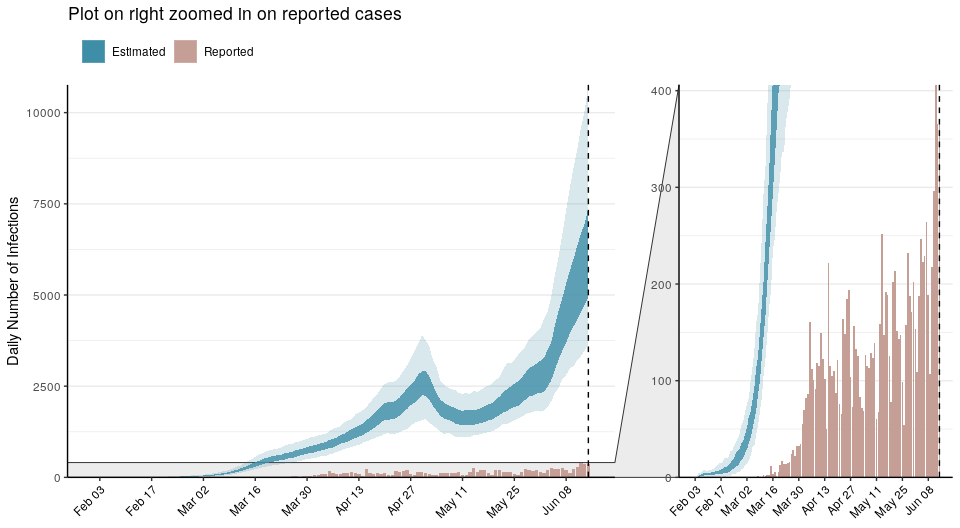 Plot on right zoomed in on reported cases
Estimated Reported
Daily Number of Infections
10000
7500
5000
2500
0
Feb 03 Feb 17 Mar 02 Mar 16 Mar 30 Apr 13 Apr 27 May 11 May 25 Jun 08
400
300
200
100
0
Feb 03 Feb 17 Mar 02 Mar 16 Mar 30 Apr 13 Apr 27 May 11 May 25 Jun 08